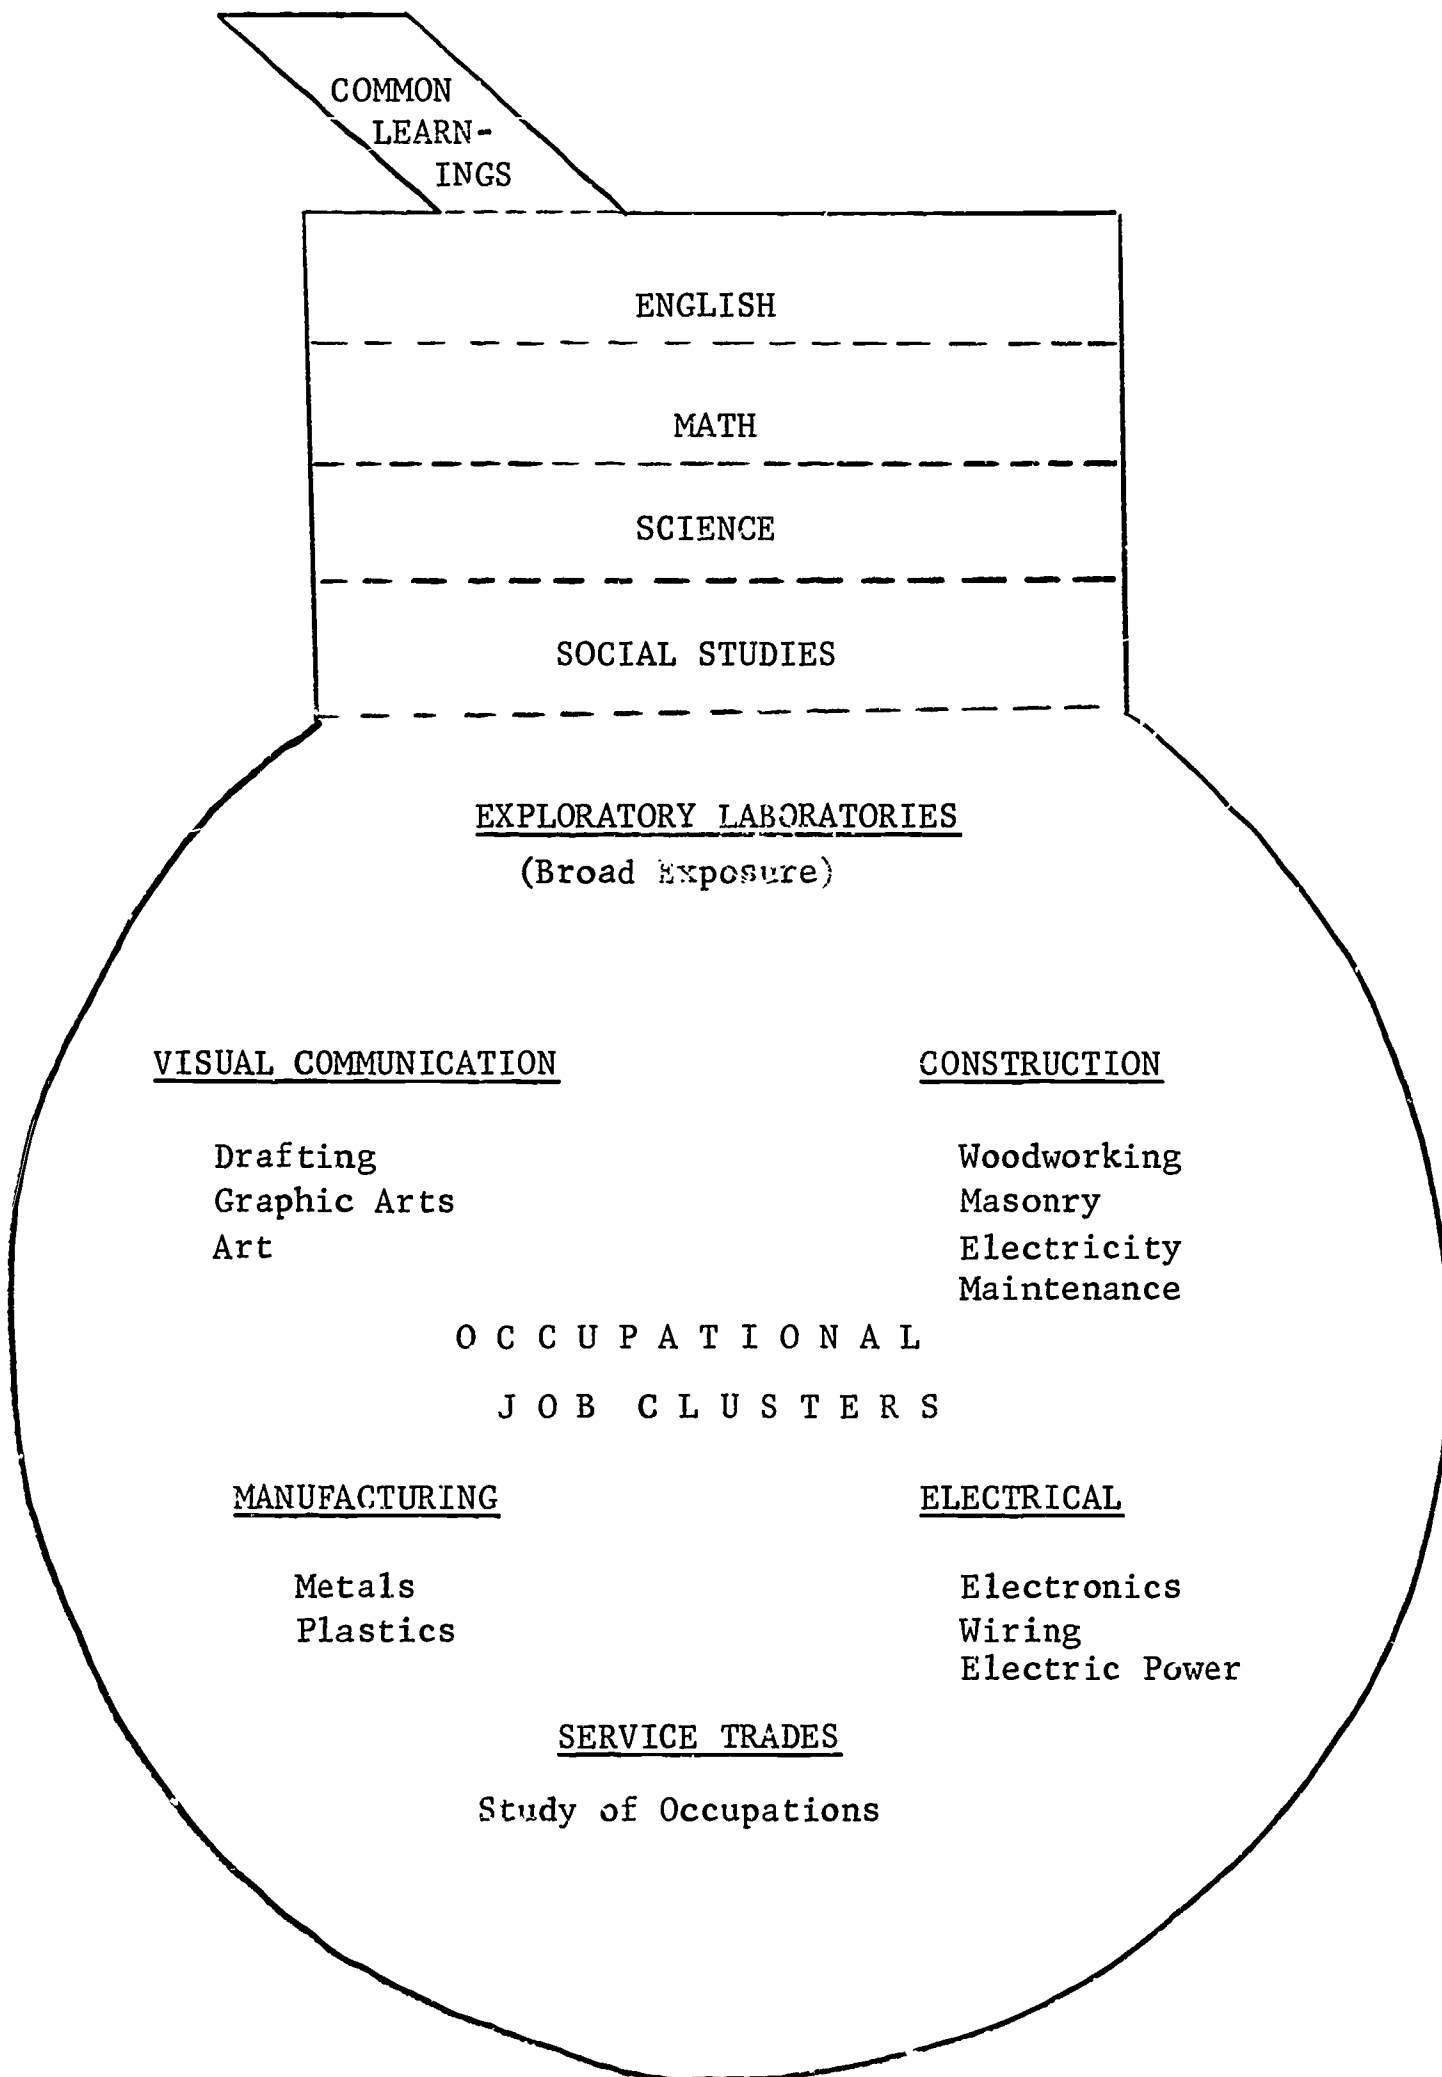 COMMON
LEARN-
INGS
ENGLISH
MATH
SCIENCE
SOCIAL STUDIES
EXPLORATORY LABORATORIES
(Broad Exposure)
VISUAL COMMUNICATION
Drafting
Graphic Arts
Art
CONSTRUCTION
Woodworking
Masonry
Electricity
Maintenance
O C C U P A T I O N A L
J O B  C L U S T E R S
MANUFACTURING
Metals
Plastics
ELECTRICAL
Electronics
Wiring
Electric Power
SERVICE TRADES
Study of Occupations